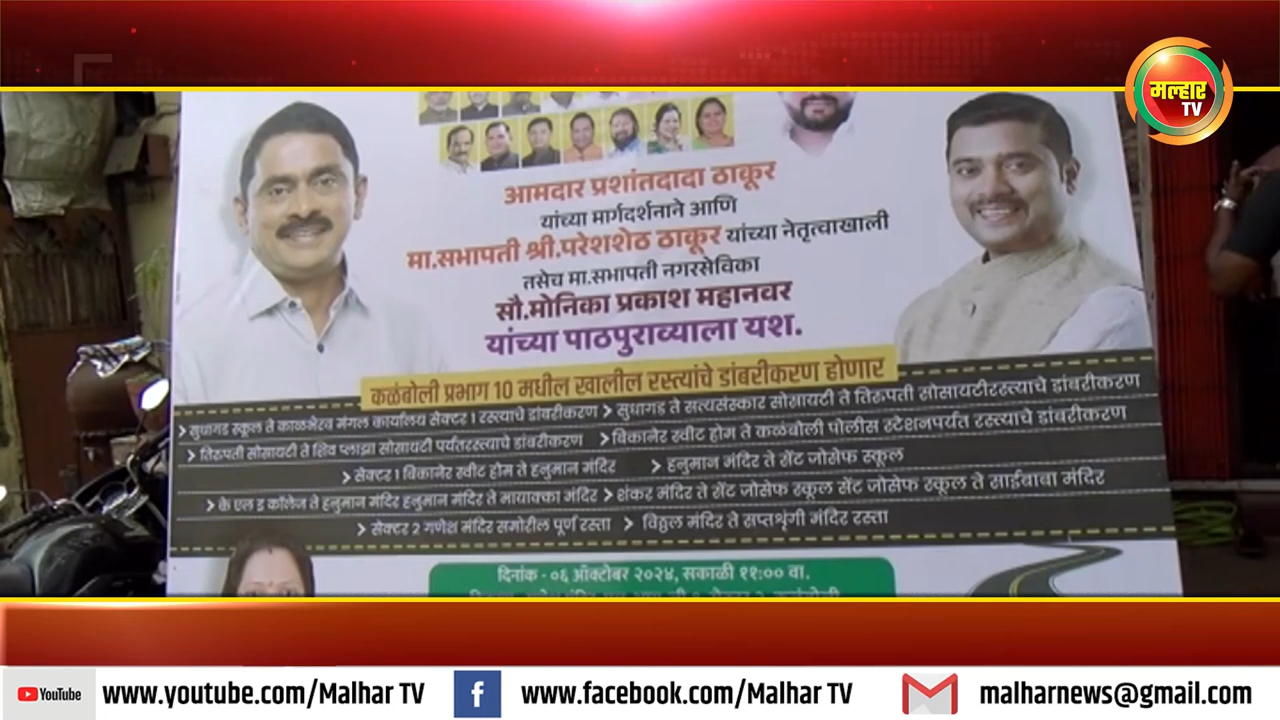 मल्हार
TV
आमदार प्रशांतदादा ठाकूर
यांच्या मार्गदर्शनाने आणि
मा.सभापती श्री.परेशशेठ ठाकूर यांच्या नेतृत्वाखाली
तसेच मा.सभापती नगरसेविका
सौ.मोनिका प्रकाश महानवर
यांच्या पाठपुराव्याला यश.
कळंबोली प्रभाग 10 मधील खालील रस्त्यांचे डांबरीकरण होणार
सुधागड स्कूल ते काळभैरव मंगल कार्यालय सेक्टर 1 रस्त्याचे डांबरीकरण
सुधागड ते सत्यसंस्कार सोसायटी ते तिरुपती सोसायटीरस्त्याचे डांबरीकरण
तिरुपती सोसायटी ते शिव प्लाझा सोसायटी पर्यंतरस्त्याचे डांबरीकरण
बिकानेर स्वीट होम ते कळंबोली पोलीस स्टेशनपर्यंत रस्त्याचे डांबरीकरण
सेक्टर 1 बिकानेर स्वीट होम ते हनुमान मंदिर
हनुमान मंदिर ते सेंट जोसेफ स्कूल
के एल इ कॉलेज ते हनुमान मंदिर हनुमान मंदिर ते मायाक्का मंदिर
शंकर मंदिर ते सेंट जोसेफ स्कूल सेंट जोसेफ स्कूल ते साईबाबा मंदिर
सेक्टर 2 गणेश मंदिर समोरील पूर्ण रस्ता
विठ्ठल मंदिर ते सप्तश्रृंगी मंदिर रस्ता
दिनांक - ०६ ऑक्टोबर २०२४, सकाळी ११:०० वा.
YouTube
www.youtube.com/Malhar TV
www.facebook.com/Malhar TV
malharnews@gmail.com